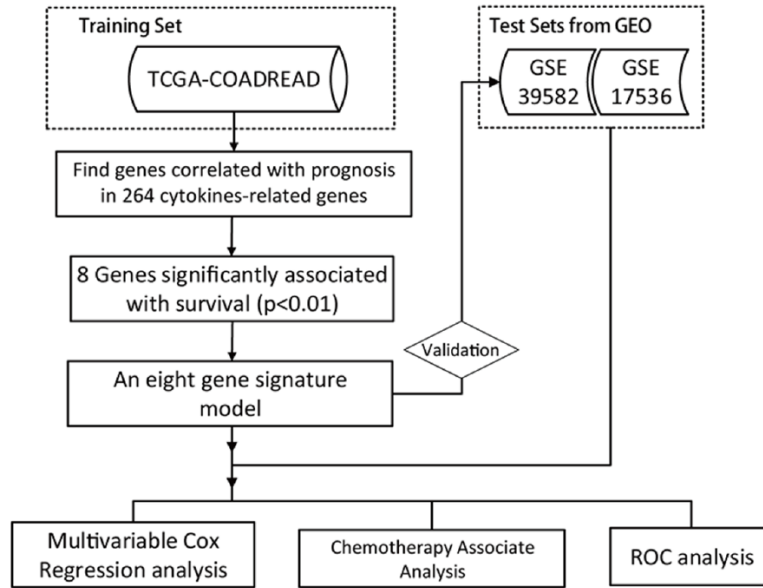 Training Set
TCGA-COADREAD
Test Sets from GEO
GSE
39582
GSE
17536
Find genes correlated with prognosis
in 264 cytokines-related genes
8 Genes significantly associated
with survival (p<0.01)
Validation
An eight gene signature
model
Multivariable Cox
Regression analysis
Chemotherapy Associate
Analysis
ROC analysis